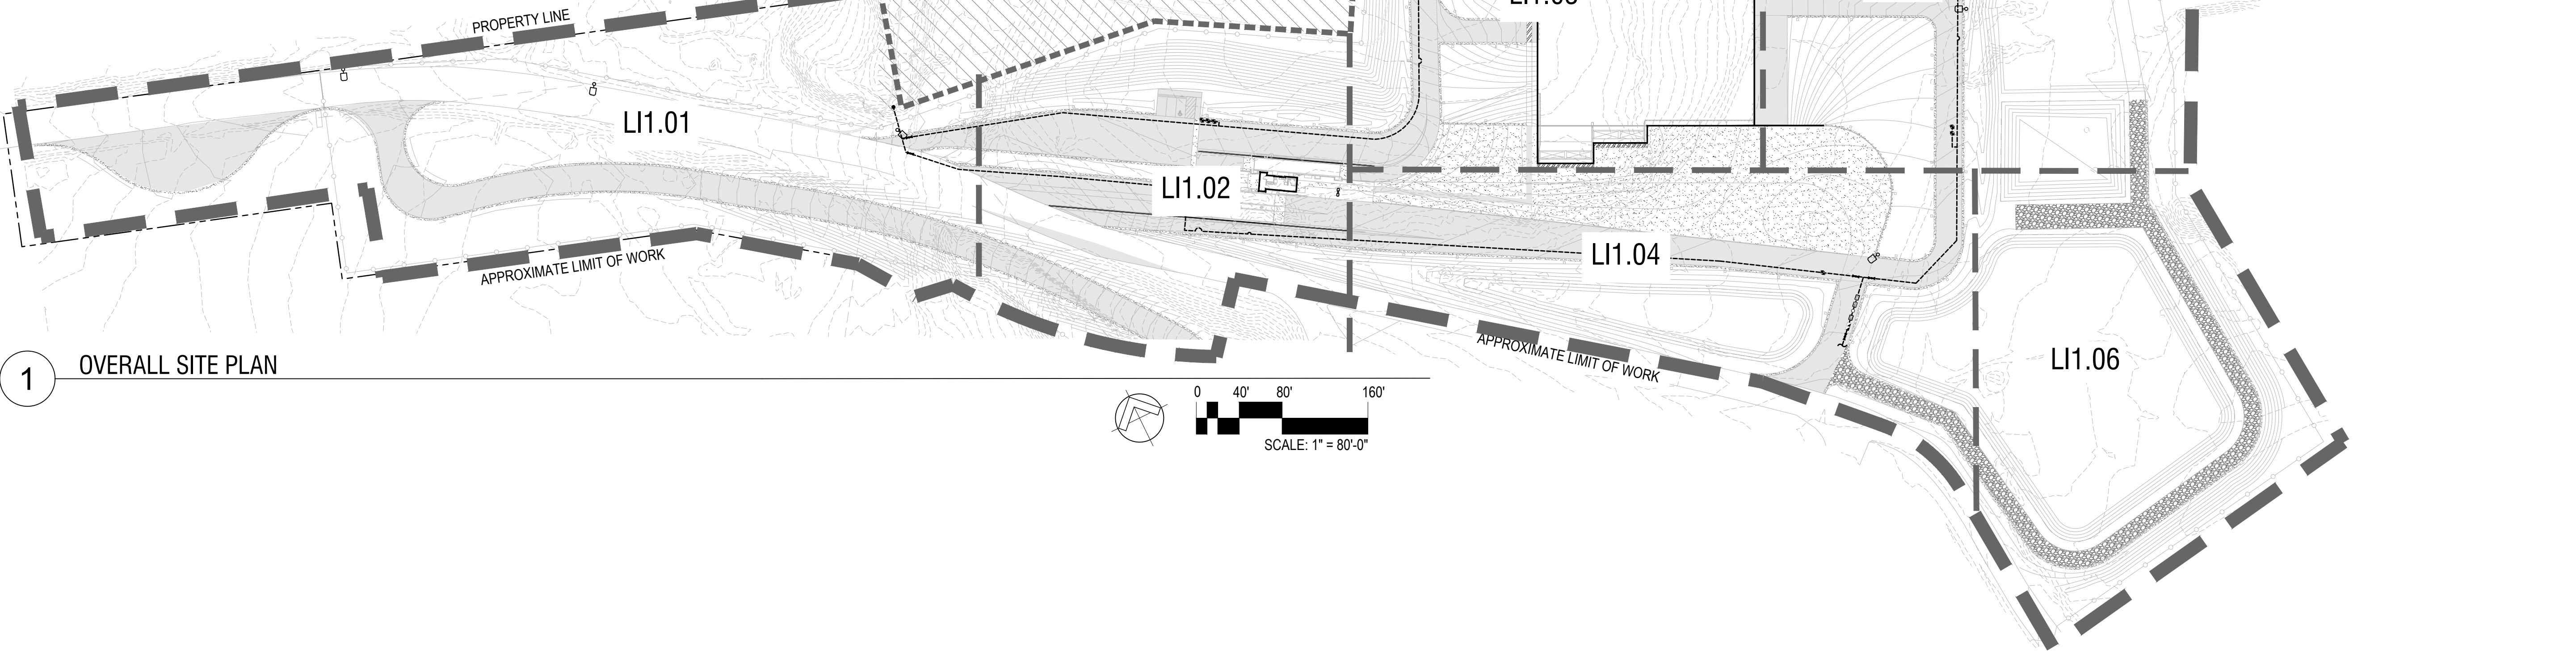 PROPERTY LINE
LI1.01
LI1.02
LI1.04
APPROXIMATE LIMIT OF WORK
APPROXIMATE LIMIT OF WORK
LI1.06
1
OVERALL SITE PLAN
0 40' 80' 160'
SCALE: 1" = 80'-0"